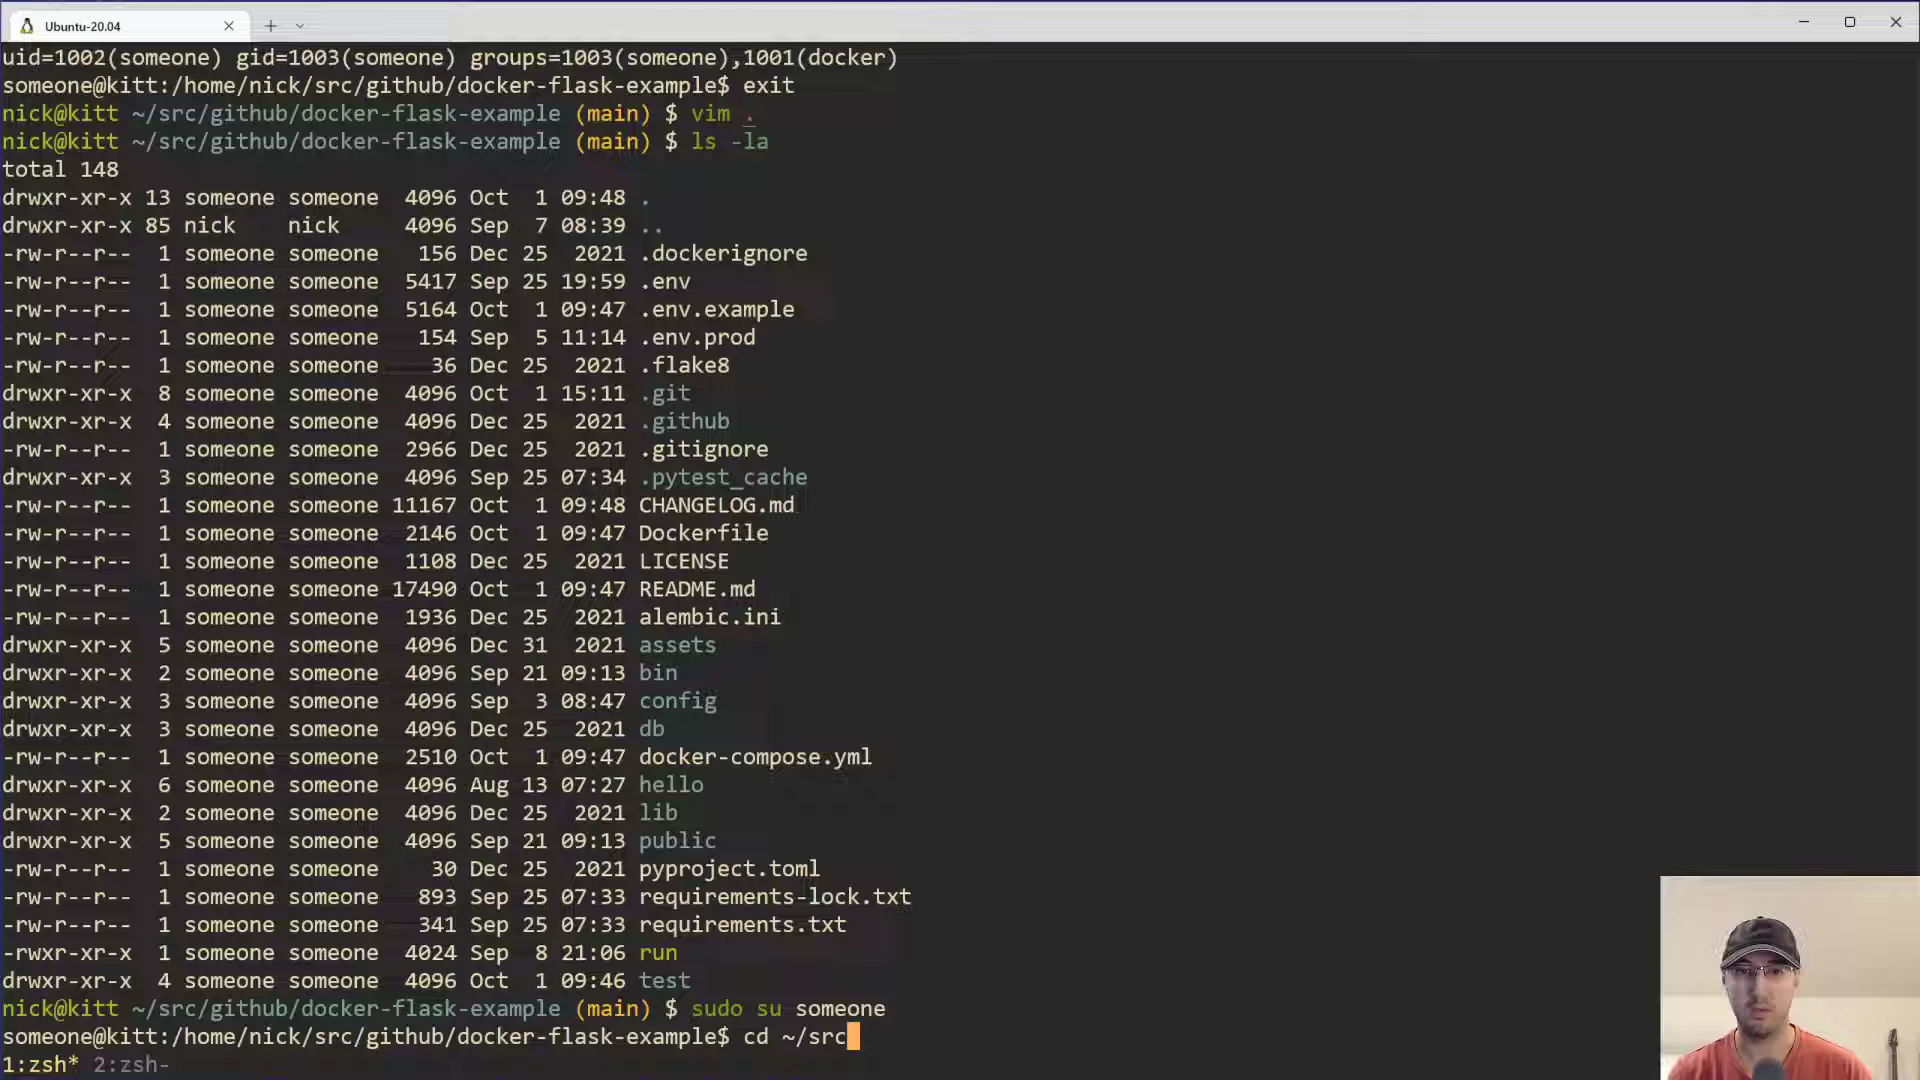 Ubuntu-20.04
uid=1002(someone) gid=1003(someone) groups=1003(someone),1001(docker)
someone@kitt:/home/nick/src/github/docker-flask-example$ exit
nick@kitt ~/src/github/docker-flask-example (main) $ vim .
nick@kitt ~/src/github/docker-flask-example (main) $ ls -la
total 148
drwxr-xr-x 13 someone someone  4096 Oct  1 09:48 .
drwxr-xr-x 85 nick    nick     4096 Sep  7 08:39 ..
-rw-r--r--  1 someone someone   156 Dec 25  2021 .dockerignore
-rw-r--r--  1 someone someone  5417 Sep 25 19:59 .env
-rw-r--r--  1 someone someone  5164 Oct  1 09:47 .env.example
-rw-r--r--  1 someone someone   154 Sep  5 11:14 .env.prod
-rw-r--r--  1 someone someone    36 Dec 25  2021 .flake8
drwxr-xr-x  8 someone someone  4096 Oct  1 15:11 .git
drwxr-xr-x  4 someone someone  4096 Dec 25  2021 .github
-rw-r--r--  1 someone someone  2966 Dec 25  2021 .gitignore
drwxr-xr-x  3 someone someone  4096 Sep 25 07:34 .pytest_cache
-rw-r--r--  1 someone someone 11167 Oct  1 09:48 CHANGELOG.md
-rw-r--r--  1 someone someone  2146 Oct  1 09:47 Dockerfile
-rw-r--r--  1 someone someone  1108 Dec 25  2021 LICENSE
-rw-r--r--  1 someone someone 17490 Oct  1 09:47 README.md
-rw-r--r--  1 someone someone  1936 Dec 25  2021 alembic.ini
drwxr-xr-x  5 someone someone  4096 Dec 31  2021 assets
drwxr-xr-x  2 someone someone  4096 Sep 21 09:13 bin
drwxr-xr-x  3 someone someone  4096 Sep  3 08:47 config
drwxr-xr-x  3 someone someone  4096 Dec 25  2021 db
-rw-r--r--  1 someone someone  2510 Oct  1 09:47 docker-compose.yml
drwxr-xr-x  6 someone someone  4096 Aug 13 07:27 hello
drwxr-xr-x  2 someone someone  4096 Dec 25  2021 lib
drwxr-xr-x  5 someone someone  4096 Sep 21 09:13 public
-rw-r--r--  1 someone someone    30 Dec 25  2021 pyproject.toml
-rw-r--r--  1 someone someone   893 Sep 25 07:33 requirements-lock.txt
-rw-r--r--  1 someone someone   341 Sep 25 07:33 requirements.txt
-rwxr-xr-x  1 someone someone  4024 Sep  8 21:06 run
drwxr-xr-x  4 someone someone  4096 Oct  1 09:46 test
nick@kitt ~/src/github/docker-flask-example (main) $ sudo su someone
someone@kitt:/home/nick/src/github/docker-flask-example$ cd ~/src
1:zsh* 2:zsh-